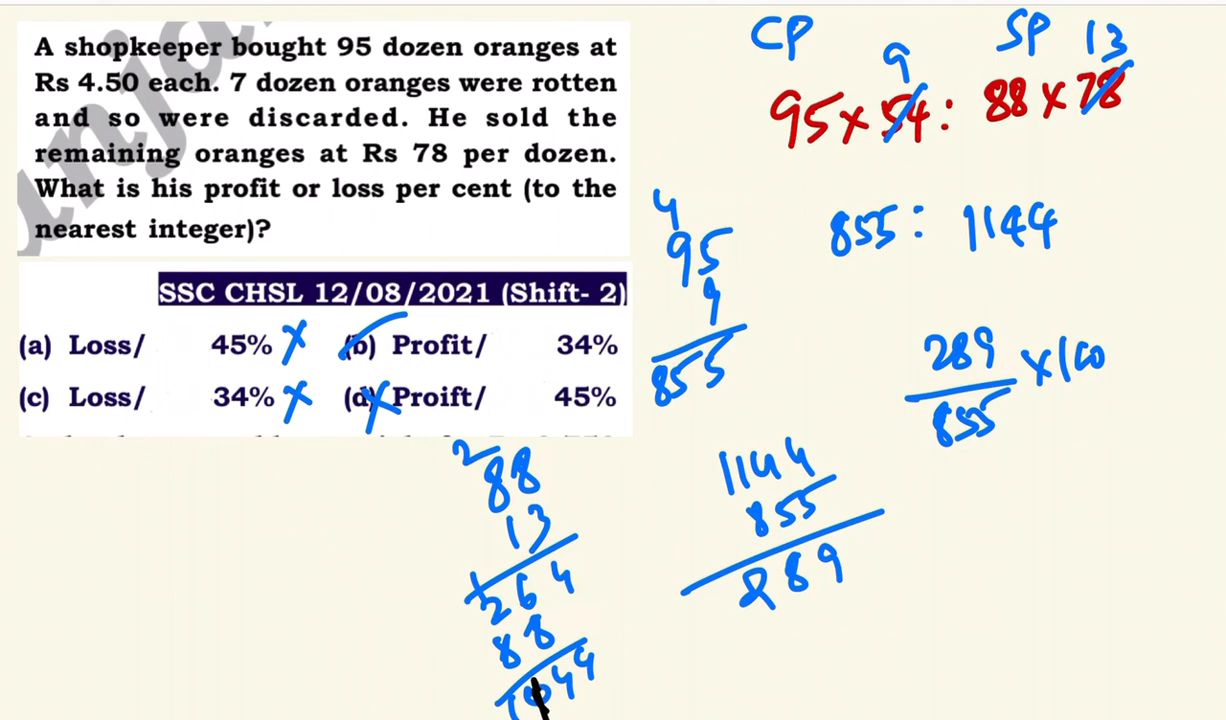 A shopkeeper bought 95 dozen oranges at
Rs 4.50 each. 7 dozen oranges were rotten
and so were discarded. He sold the
remaining oranges at Rs 78 per dozen.
What is his profit or loss per cent (to the
nearest integer)?
SSC CHSL 12/08/2021 (Shift- 2)
(a) Loss/ 45% (b) Profit/ 34%
(c) Loss/ 34% (d) Proift/ 45%
CP SP
9 13
95 × 54 : 88 × 78
855 : 1144
4
95
9
855
289
855 × 100
2
88
13
264
88
1144
855
289